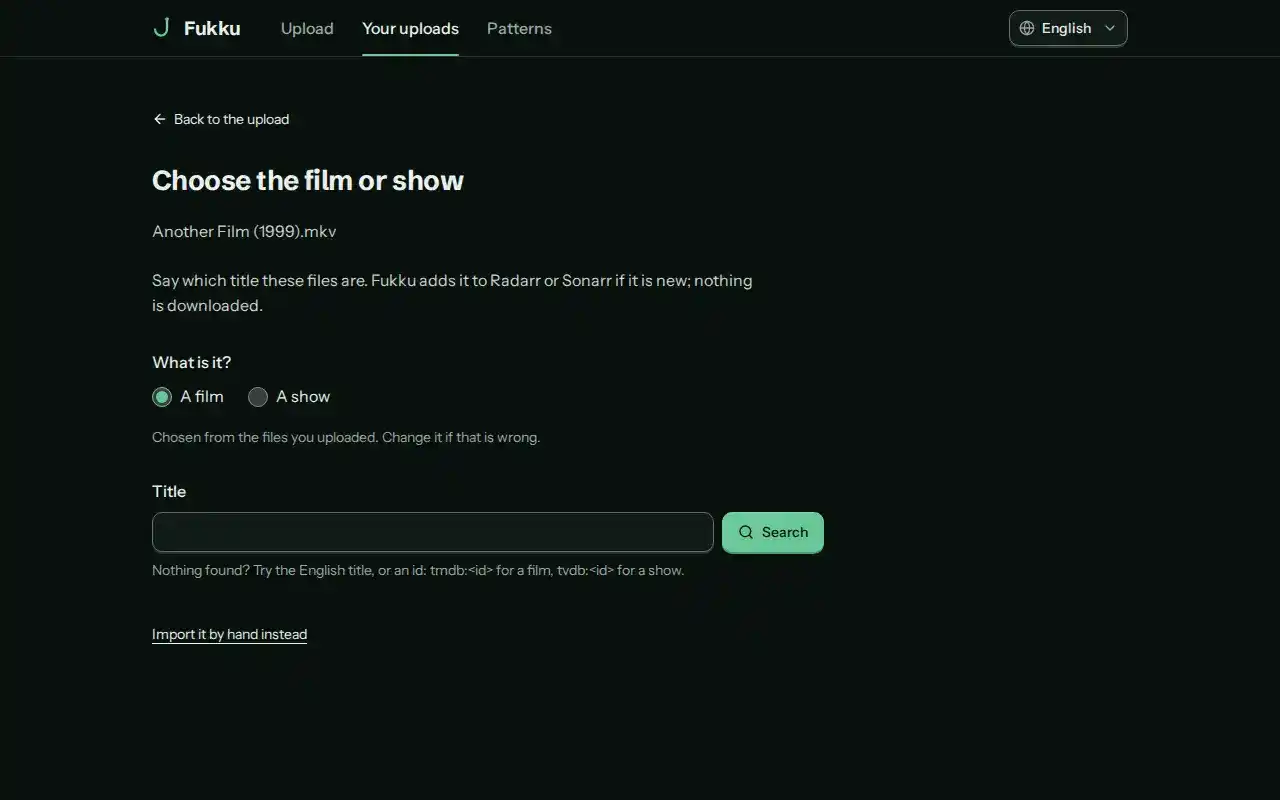 Fukku
Upload
Your uploads
Patterns
English
Back to the upload
Choose the film or show
Another Film (1999).mkv
Say which title these files are. Fukku adds it to Radarr or Sonarr if it is new; nothing
is downloaded.
What is it?
A film
A show
Chosen from the files you uploaded. Change it if that is wrong.
Title
Search
Nothing found? Try the English title, or an id: tmdb:<id> for a film, tvdb:<id> for a show.
Import it by hand instead